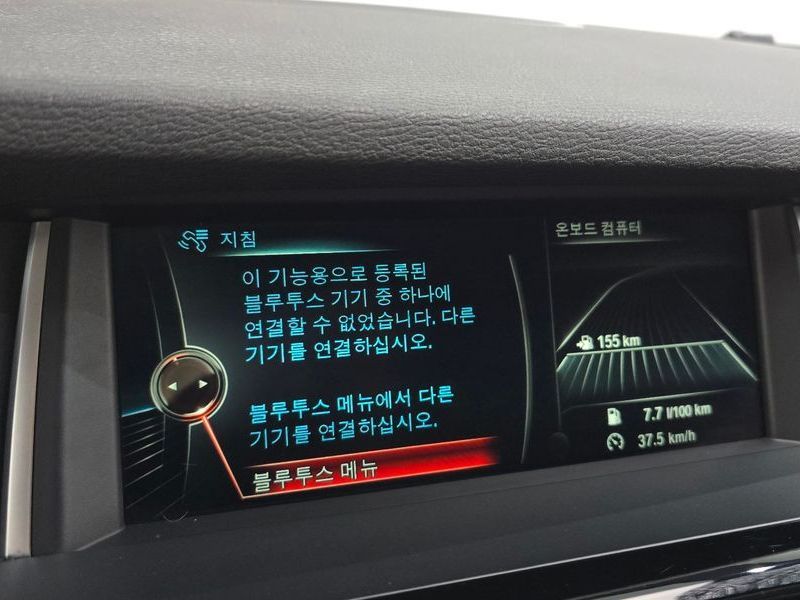 지침
이 기능용으로 등록된
블루투스 기기 중 하나에
연결할 수 없었습니다. 다른
기기를 연결하십시오.
블루투스 메뉴에서 다른
기기를 연결하십시오.
블루투스 메뉴
온보드 컴퓨터
155 km
7.7 l/100 km
37.5 km/h